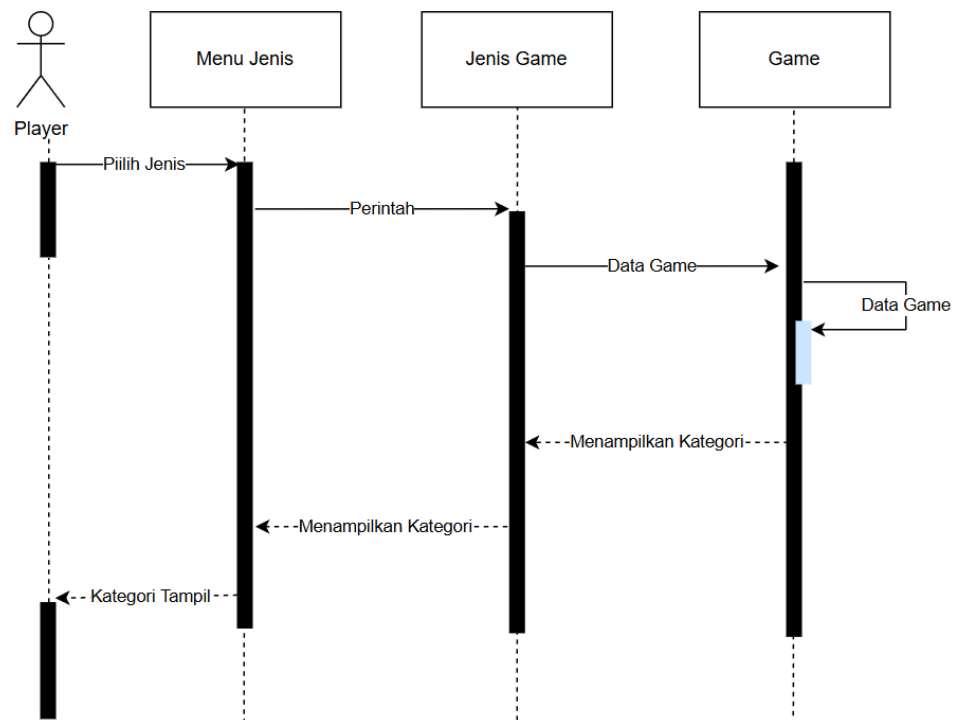 Player
Menu Jenis
Jenis Game
Game
Piilih Jenis
Perintah
Data Game
Data Game
Menampilkan Kategori
Menampilkan Kategori
Kategori Tampil